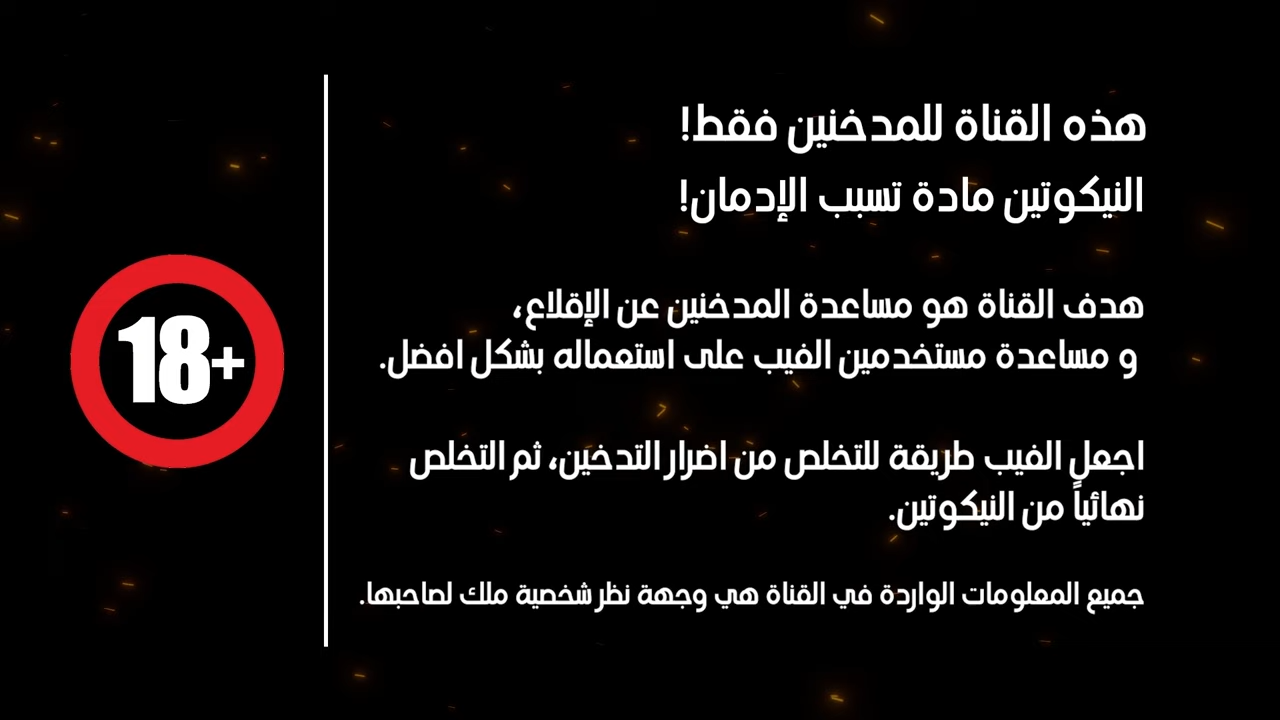 هذه القناة للمدخنين فقط!
النيكوتين مادة تسبب الإدمان!
هدف القناة هو مساعدة المدخنين عن الإقلاع،
و مساعدة مستخدمين الفيب على استعماله بشكل افضل.
18+
اجعل الفيب طريقة للتخلص من اضرار التدخين، ثم التخلص
نهائياً من النيكوتين.
جميع المعلومات الواردة في القناة هي وجهة نظر شخصية ملك لصاحبها.